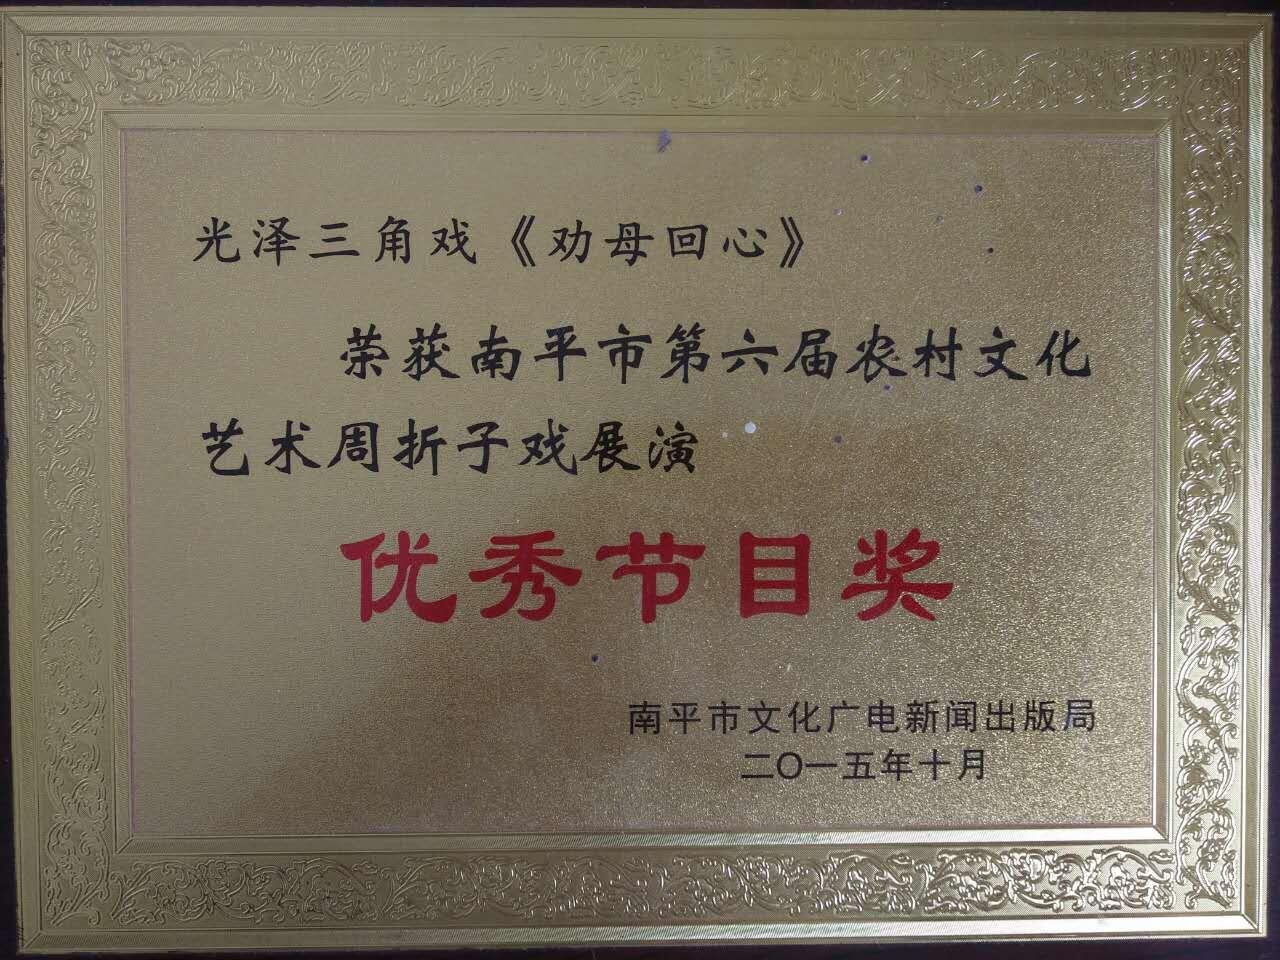 光泽三角戏《劝母回心》
荣获南平市第六届农村文化
艺术周折子戏展演
优秀节目奖
南平市文化广电新闻出版局
二〇一五年十月